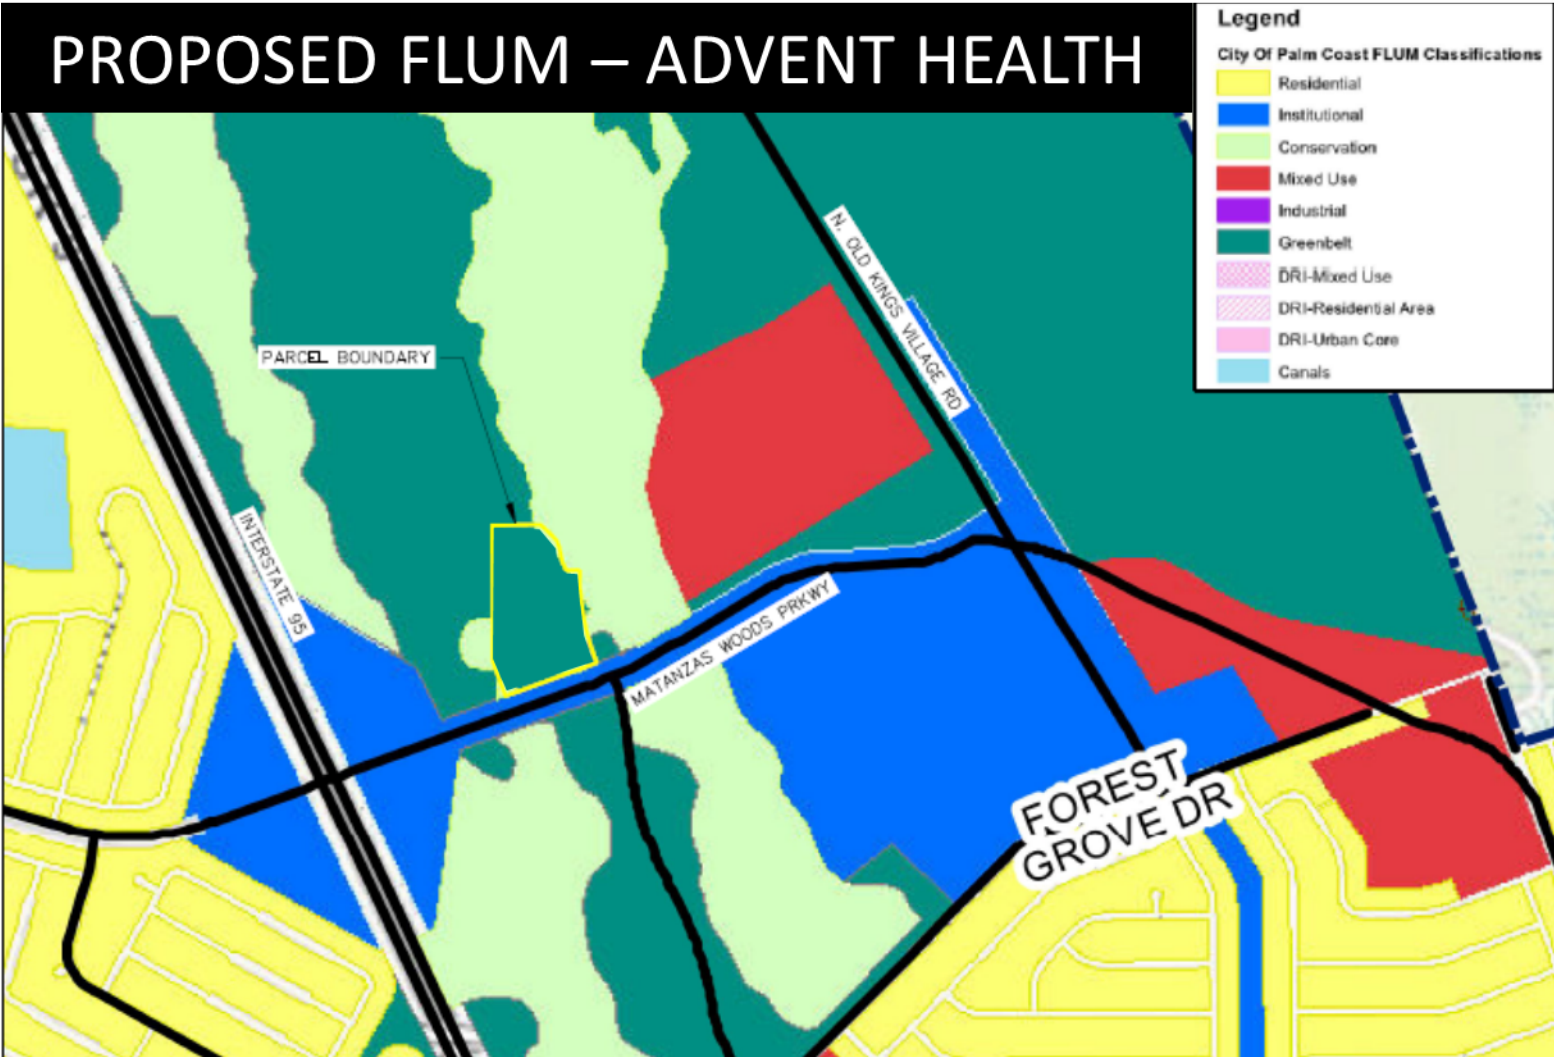 PROPOSED FLUM – ADVENT HEALTH
Legend
City Of Palm Coast FLUM Classifications
Residential
Institutional
Conservation
Mixed Use
Industrial
Greenbelt
DRI-Mixed Use
DRI-Residential Area
DRI-Urban Core
Canals
N. OLD KINGS VILLAGE RD
PARCEL BOUNDARY
INTERSTATE 95
MATANZAS WOODS PRKWY
FOREST
GROVE DR